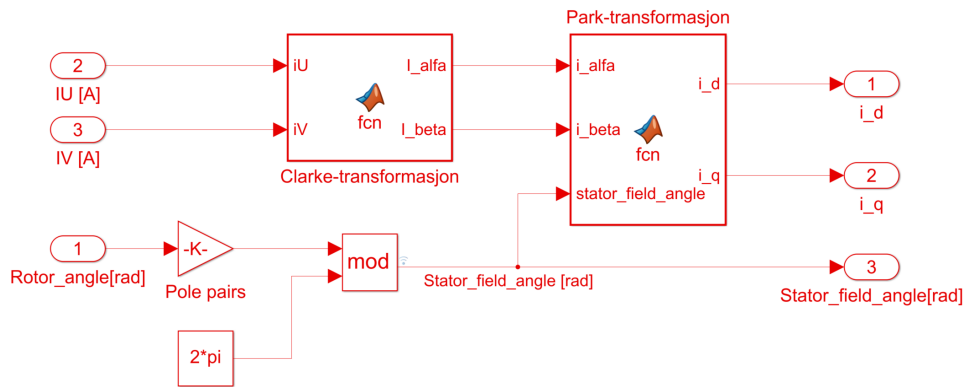 Park-transformasjon
2
IU [A]
iU
I_alfa
fcn
3
IV [A]
iV
I_beta
Clarke-transformasjon
i_alfa
i_d
i_beta
fcn
i_q
stator_field_angle
1
i_d
2
i_q
1
Rotor_angle[rad]
-K-
Pole pairs
mod
Stator_field_angle [rad]
3
Stator_field_angle[rad]
2*pi